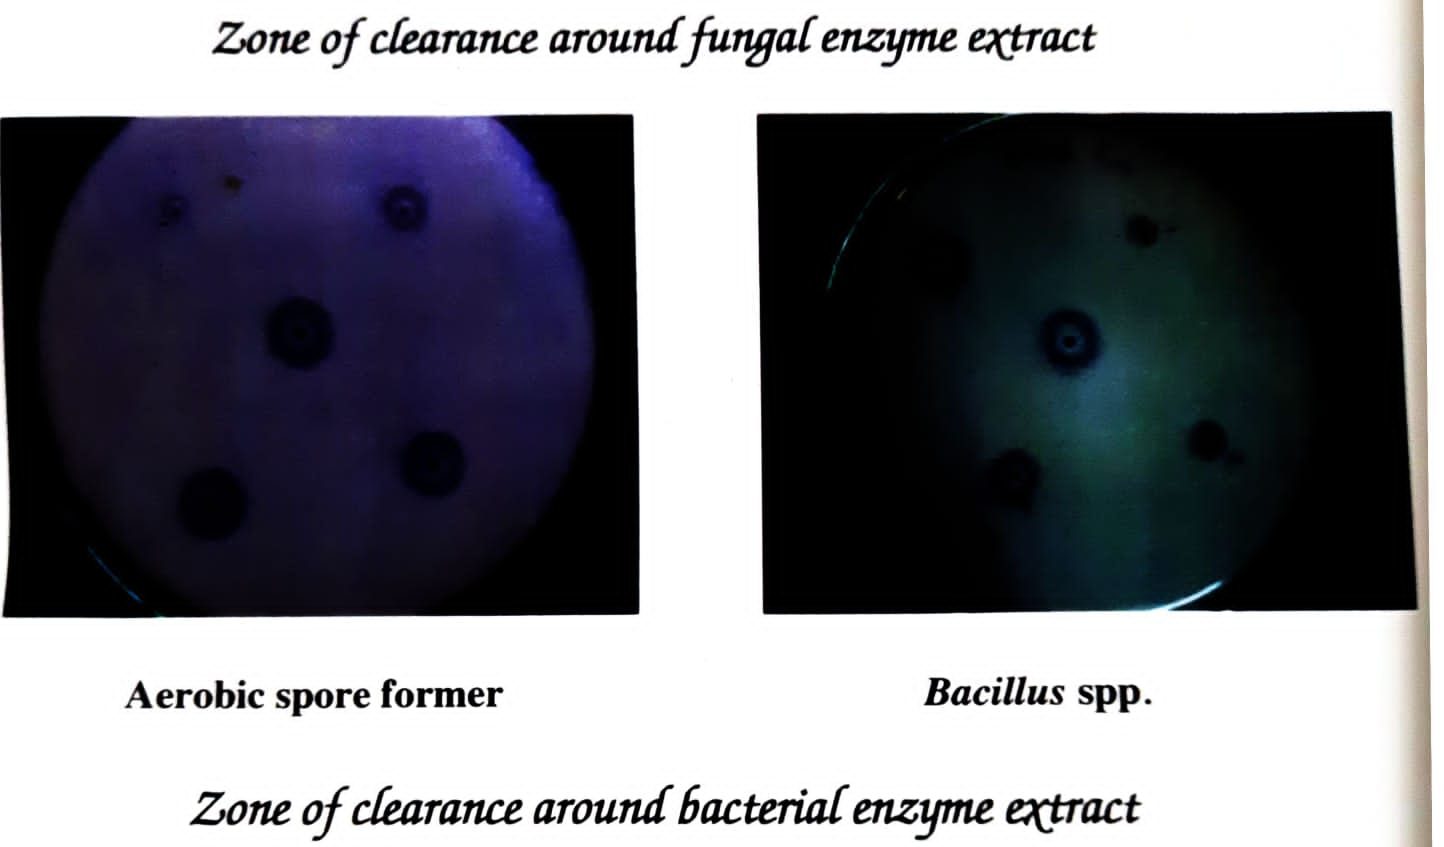 Zone of clearance around fungal enzyme extract
Aerobic spore former
Bacillus spp.
Zone of clearance around bacterial enzyme extract